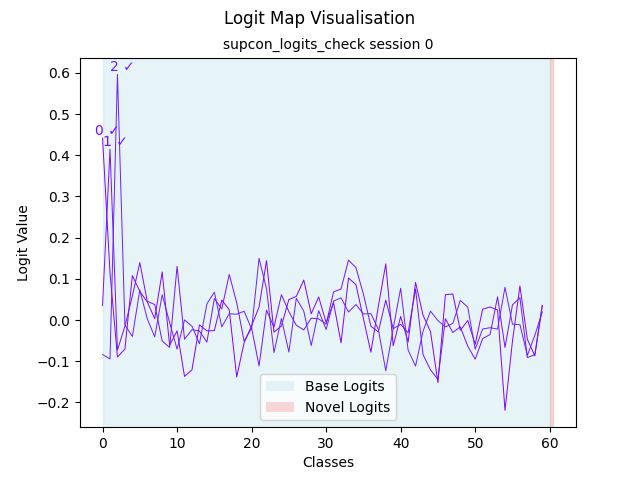 Logit Map Visualisation
supcon_logits_check session 0
0.6
0.5
0.4
0.3
0.2
0.1
0.0
−0.1
−0.2
2 ✓
0 ✓
1 ✓
Logit Value
Base Logits
Novel Logits
0 10 20 30 40 50 60
Classes